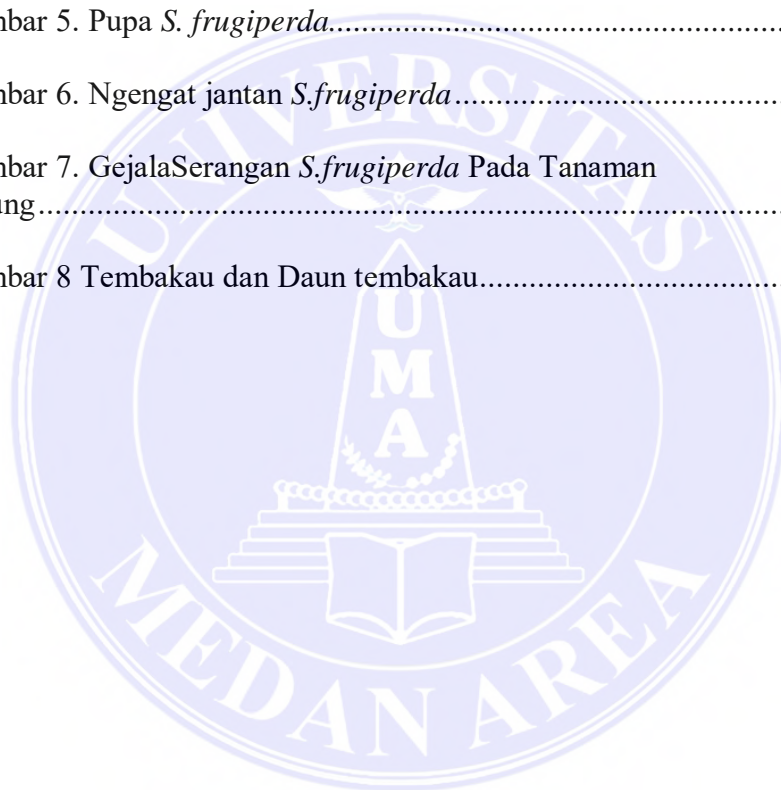 mbar 5. Pupa S. frugiperda................................................................
mbar 6. Ngengat jantan S.frugiperda................................................
mbar 7. GejalaSerangan S.frugiperda Pada Tanaman
ung................................................................................................
mbar 8 Tembakau dan Daun tembakau.............................................
UNIVERSITAS
UMA
MEDAN AREA